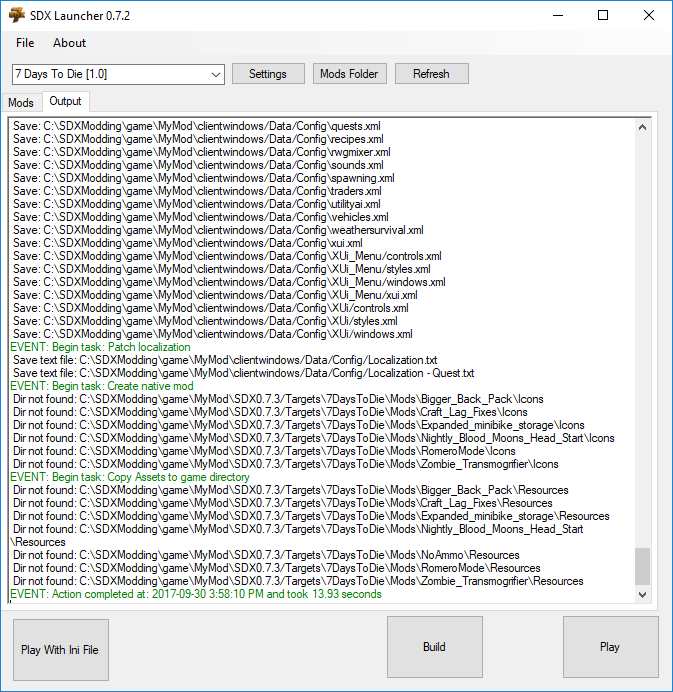 SDX Launcher 0.7.2
File About
7 Days To Die [1.0] Settings Mods Folder Refresh
Mods Output
Save: C:\SDXModding\game\MyMod\clientwindows/Data/Config\quests.xml
Save: C:\SDXModding\game\MyMod\clientwindows/Data/Config\recipes.xml
Save: C:\SDXModding\game\MyMod\clientwindows/Data/Config\rwgmixer.xml
Save: C:\SDXModding\game\MyMod\clientwindows/Data/Config\sounds.xml
Save: C:\SDXModding\game\MyMod\clientwindows/Data/Config\spawning.xml
Save: C:\SDXModding\game\MyMod\clientwindows/Data/Config\traders.xml
Save: C:\SDXModding\game\MyMod\clientwindows/Data/Config\utilityai.xml
Save: C:\SDXModding\game\MyMod\clientwindows/Data/Config\vehicles.xml
Save: C:\SDXModding\game\MyMod\clientwindows/Data/Config\weathersurvival.xml
Save: C:\SDXModding\game\MyMod\clientwindows/Data/Config\xui.xml
Save: C:\SDXModding\game\MyMod\clientwindows/Data/Config\XUi_Menu/controls.xml
Save: C:\SDXModding\game\MyMod\clientwindows/Data/Config\XUi_Menu/styles.xml
Save: C:\SDXModding\game\MyMod\clientwindows/Data/Config\XUi_Menu/windows.xml
Save: C:\SDXModding\game\MyMod\clientwindows/Data/Config\XUi_Menu/xui.xml
Save: C:\SDXModding\game\MyMod\clientwindows/Data/Config\XUi/controls.xml
Save: C:\SDXModding\game\MyMod\clientwindows/Data/Config\XUi/styles.xml
Save: C:\SDXModding\game\MyMod\clientwindows/Data/Config\XUi/windows.xml
EVENT: Begin task: Patch localization
Save text file: C:\SDXModding\game\MyMod\clientwindows/Data/Config/Localization.txt
Save text file: C:\SDXModding\game\MyMod\clientwindows/Data/Config/Localization - Quest.txt
EVENT: Begin task: Create native mod
Dir not found: C:\SDXModding\game\MyMod\SDX0.7.3/Targets\7DaysToDie\Mods\Bigger_Back_Pack\Icons
Dir not found: C:\SDXModding\game\MyMod\SDX0.7.3/Targets\7DaysToDie\Mods\Craft_Lag_Fixes\Icons
Dir not found: C:\SDXModding\game\MyMod\SDX0.7.3/Targets\7DaysToDie\Mods\Expanded_minibike_storage\Icons
Dir not found: C:\SDXModding\game\MyMod\SDX0.7.3/Targets\7DaysToDie\Mods\Nightly_Blood_Moons_Head_Start\Icons
Dir not found: C:\SDXModding\game\MyMod\SDX0.7.3/Targets\7DaysToDie\Mods\RomeroMode\Icons
Dir not found: C:\SDXModding\game\MyMod\SDX0.7.3/Targets\7DaysToDie\Mods\Zombie_Transmogrifier\Icons
EVENT: Begin task: Copy Assets to game directory
Dir not found: C:\SDXModding\game\MyMod\SDX0.7.3/Targets\7DaysToDie\Mods\Bigger_Back_Pack\Resources
Dir not found: C:\SDXModding\game\MyMod\SDX0.7.3/Targets\7DaysToDie\Mods\Craft_Lag_Fixes\Resources
Dir not found: C:\SDXModding\game\MyMod\SDX0.7.3/Targets\7DaysToDie\Mods\Expanded_minibike_storage\Resources
Dir not found: C:\SDXModding\game\MyMod\SDX0.7.3/Targets\7DaysToDie\Mods\Nightly_Blood_Moons_Head_Start
\Resources
Dir not found: C:\SDXModding\game\MyMod\SDX0.7.3/Targets\7DaysToDie\Mods\NoAmmo\Resources
Dir not found: C:\SDXModding\game\MyMod\SDX0.7.3/Targets\7DaysToDie\Mods\RomeroMode\Resources
Dir not found: C:\SDXModding\game\MyMod\SDX0.7.3/Targets\7DaysToDie\Mods\Zombie_Transmogrifier\Resources
EVENT: Action completed at: 2017-09-30 3:58:10 PM and took 13.93 seconds
Play With Ini File Build Play